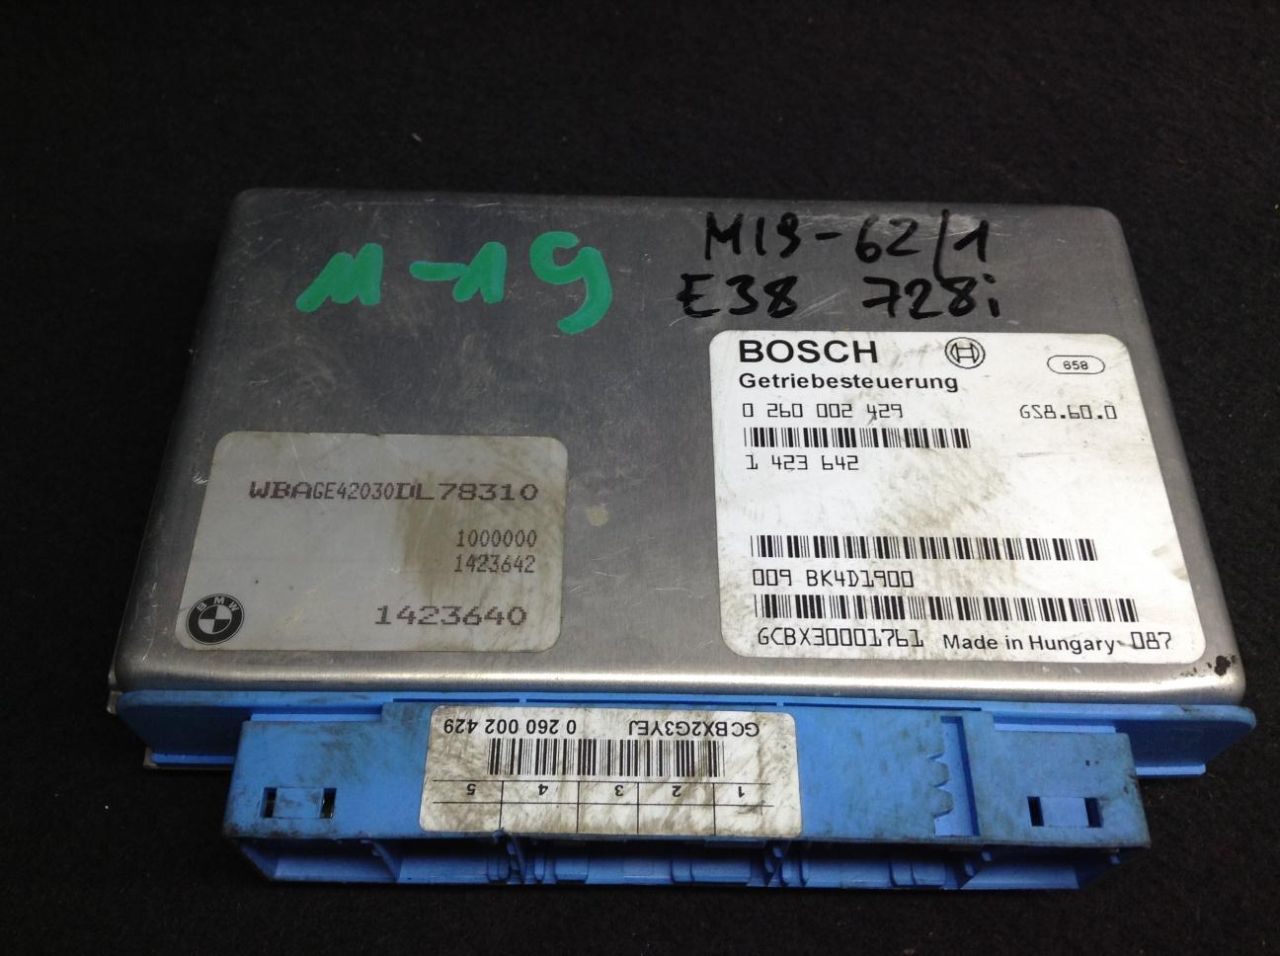 M-19
M19-62/1
E38 728i
BOSCH
658
Getriebesteuerung
0 260 002 429 GS8.60.0
1 423 642
009 BK4D1900
GCBX30001761 Made in Hungary 087
WBAGE42030DL78310
1000000
1423642
BMW
1423640
GCBX2G3YEJ 0 260 002 429
1 2 3 4 5